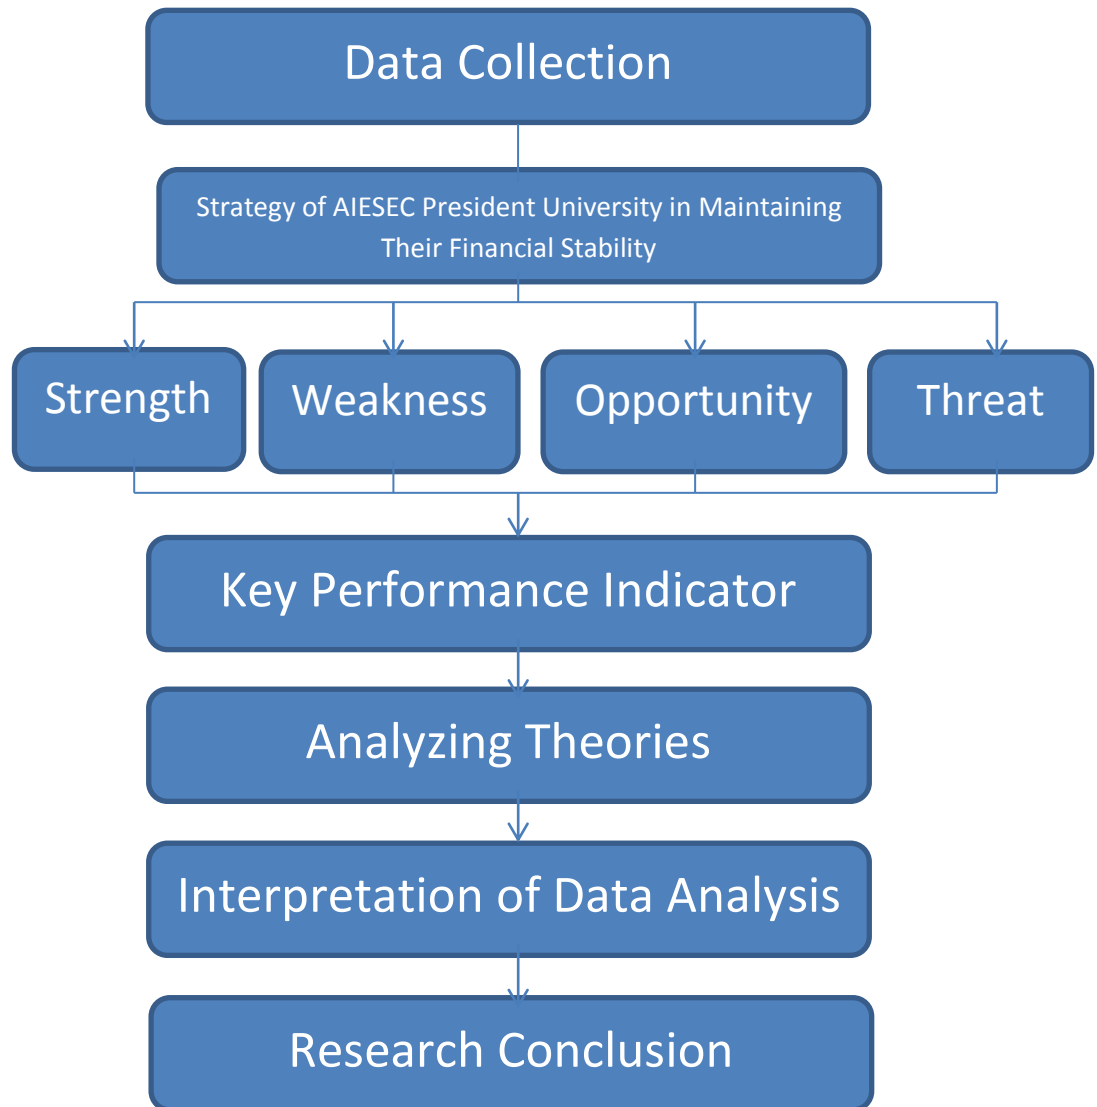 Data Collection
Strategy of AIESEC President University in Maintaining
Their Financial Stability
Strength
Weakness
Opportunity
Threat
Key Performance Indicator
Analyzing Theories
Interpretation of Data Analysis
Research Conclusion